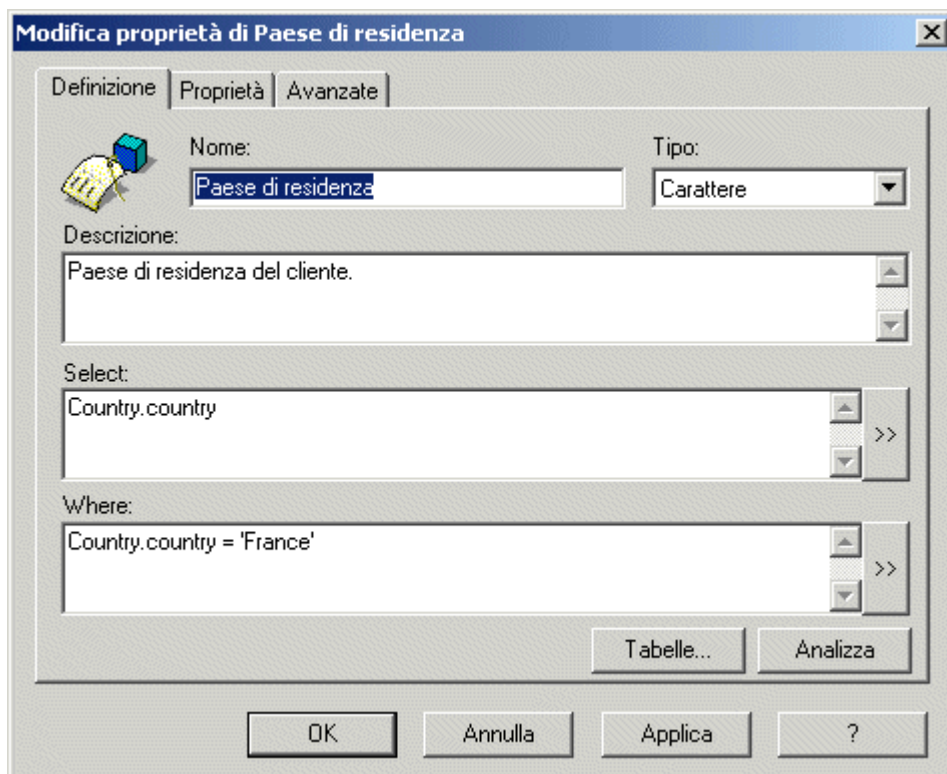 Modifica proprietà di Paese di residenza
Definizione Proprietà Avanzate
Nome: Tipo:
Paese di residenza Carattere
Descrizione:
Paese di residenza del cliente.
Select:
Country.country
>>
Where:
Country.country = 'France'
>>
Tabelle... Analizza
OK Annulla Applica ?